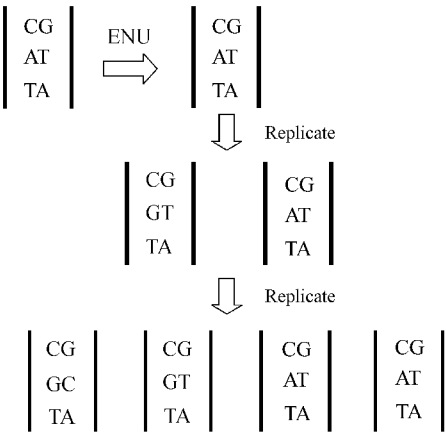 CG ENU CG
AT AT
TA TA
Replicate
CG CG
GT AT
TA TA
Replicate
CG CG CG CG
GC GT AT AT
TA TA TA TA